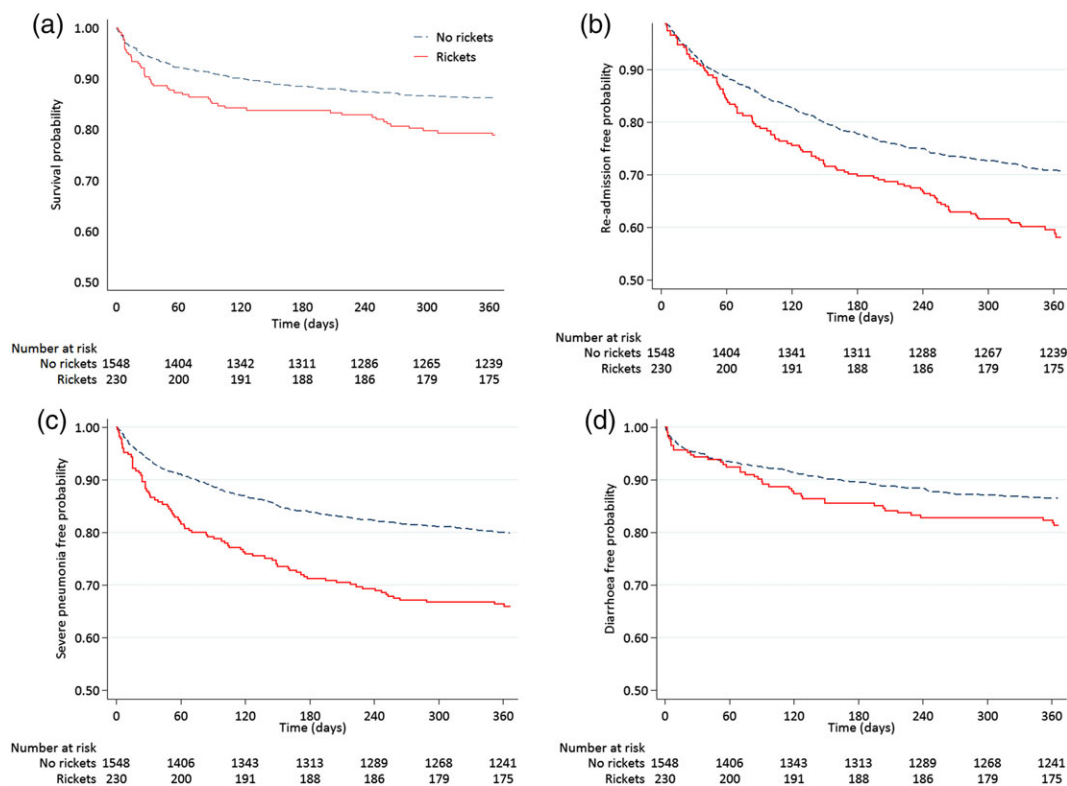 (a)
1.00
0.90
0.80
0.70
0.60
0.50
Survival probability
No rickets
Rickets
0 60 120 180 240 300 360
Time (days)
Number at risk
No rickets 1548 1404 1342 1311 1286 1265 1239
Rickets 230 200 191 188 186 179 175
(b)
0.90
0.80
0.70
0.60
0.50
Re-admission free probability
0 60 120 180 240 300 360
Time (days)
Number at risk
No rickets 1548 1404 1341 1311 1288 1267 1239
Rickets 230 200 191 188 186 179 175
(c)
1.00
0.90
0.80
0.70
0.60
0.50
Severe pneumonia free probability
0 60 120 180 240 300 360
Time (days)
Number at risk
No rickets 1548 1406 1343 1313 1289 1268 1241
Rickets 230 200 191 188 186 179 175
(d)
1.00
0.90
0.80
0.70
0.60
0.50
Diarrhoea free probability
0 60 120 180 240 300 360
Time (days)
Number at risk
No rickets 1548 1406 1343 1313 1289 1268 1241
Rickets 230 200 191 188 186 179 175